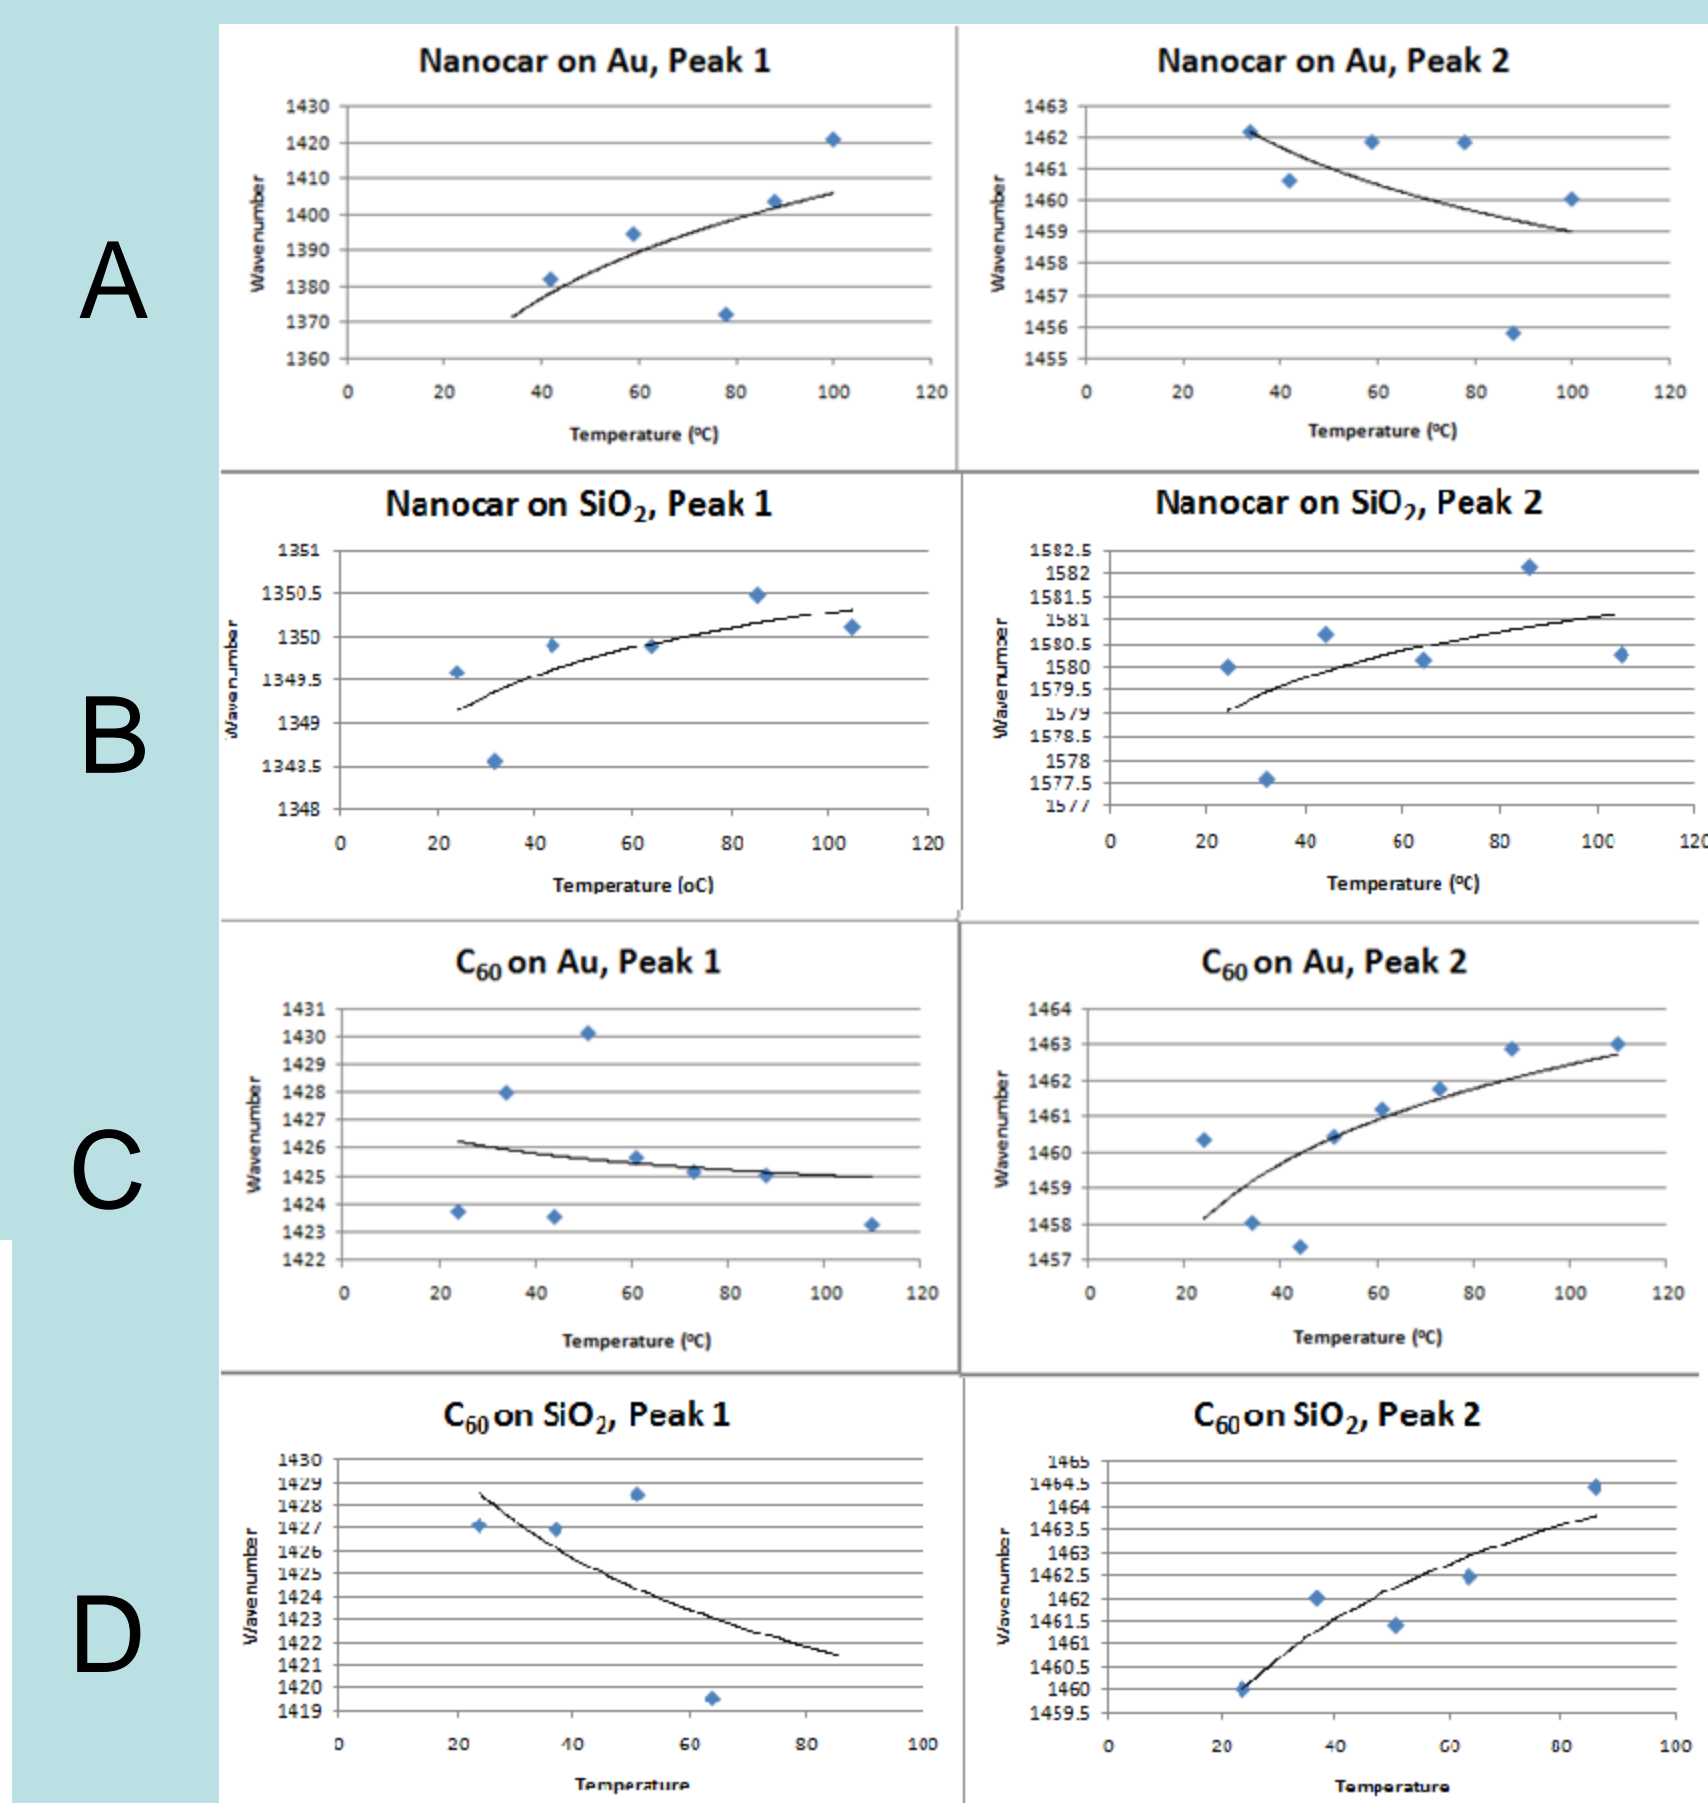 A
Nanocar on Au, Peak 1
Wavenumber
1430
1420
1410
1400
1390
1380
1370
1360
0 20 40 60 80 100 120
Temperature (ºC)
Nanocar on Au, Peak 2
Wavenumber
1463
1462
1461
1460
1459
1458
1457
1456
1455
0 20 40 60 80 100 120
Temperature (ºC)
B
Nanocar on SiO₂, Peak 1
Wavenumber
1351
1350.5
1350
1349.5
1349
1348.5
1348
0 20 40 60 80 100 120
Temperature (oC)
Nanocar on SiO₂, Peak 2
Wavenumber
1582.5
1582
1581.5
1581
1580.5
1580
1579.5
1579
1578.5
1578
1577.5
1577
0 20 40 60 80 100 120
Temperature (ºC)
C
C₆₀ on Au, Peak 1
Wavenumber
1431
1430
1429
1428
1427
1426
1425
1424
1423
1422
0 20 40 60 80 100 120
Temperature (ºC)
C₆₀ on Au, Peak 2
Wavenumber
1464
1463
1462
1461
1460
1459
1458
1457
0 20 40 60 80 100 120
Temperature (ºC)
D
C₆₀ on SiO₂, Peak 1
Wavenumber
1430
1429
1428
1427
1426
1425
1424
1423
1422
1421
1420
1419
0 20 40 60 80 100
Temperature
C₆₀ on SiO₂, Peak 2
Wavenumber
1465
1464.5
1464
1463.5
1463
1462.5
1462
1461.5
1461
1460.5
1460
1459.5
0 20 40 60 80 100
Temperature